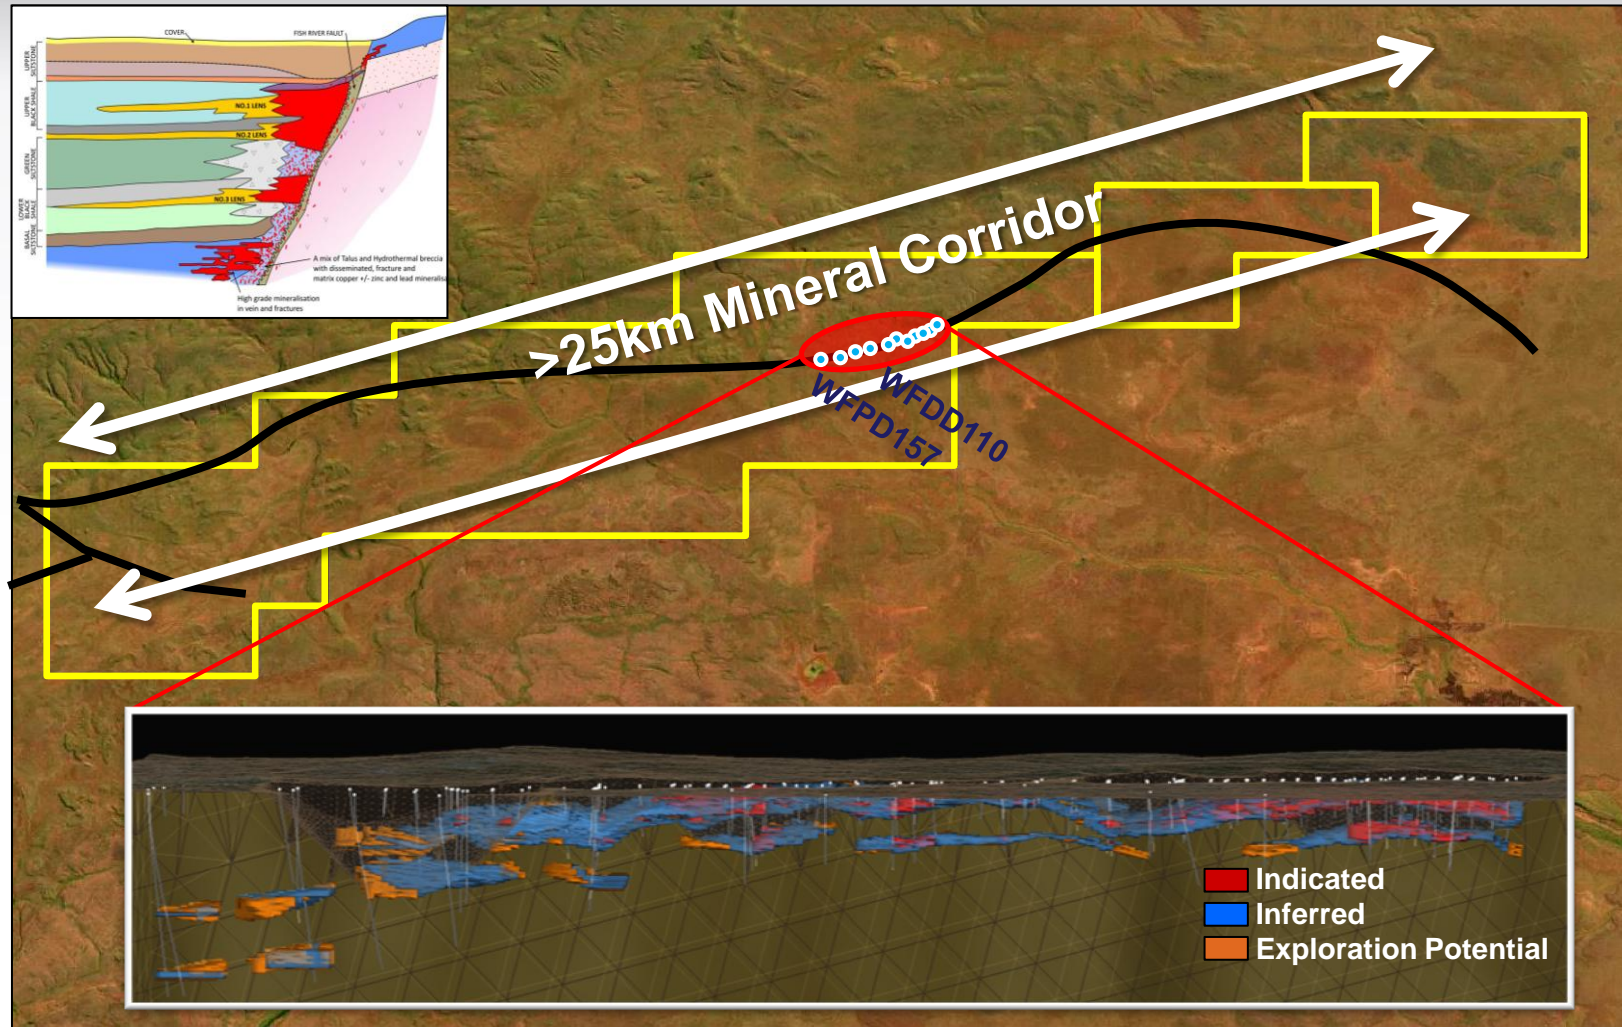 COVER
FISH RIVER FAULT
UPPER
SILTSTONE
UPPER
BLACK SHALE
GREEN
SILTSTONE
LOWER
BLACK
SHALE
BASAL
SILTSTONE
NO.1 LENS
NO.2 LENS
NO.3 LENS
A mix of Talus and Hydrothermal breccia
with disseminated, fracture and
matrix copper +/- zinc and lead mineralisa
High grade mineralisation
in vein and fractures
>25km Mineral Corridor
WFDD110
WFPD157
Indicated
Inferred
Exploration Potential